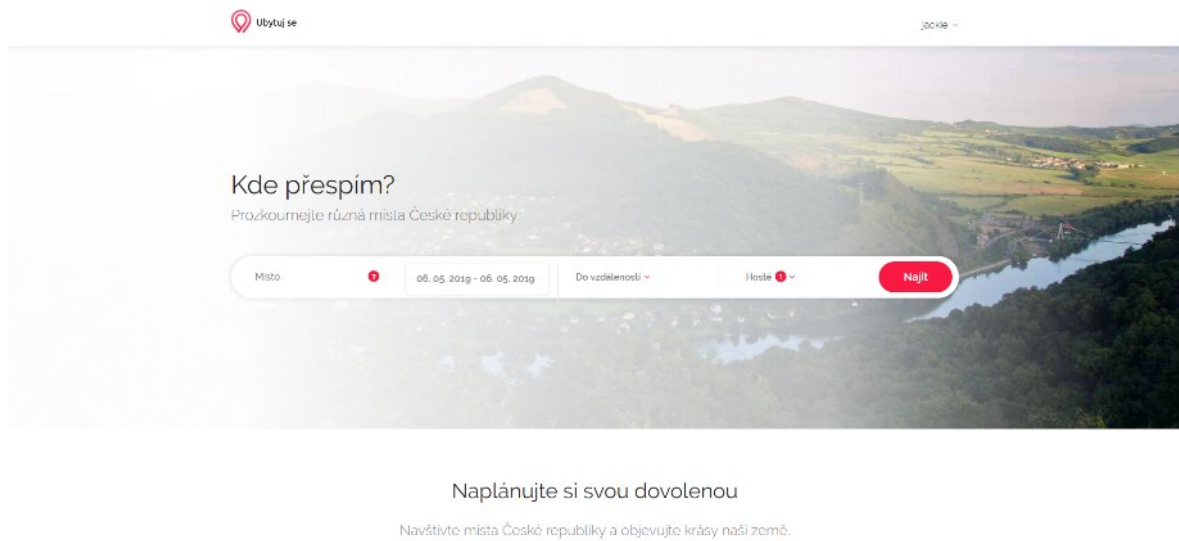 Ubytuj se
jackie
Kde přespím?
Prozkoumejte různá místa České republiky
Místo ? 06. 05. 2019 - 06. 05. 2019 Do vzdálenosti Hosté 1 Najít
Naplánujte si svou dovolenou
Navštivte místa České republiky a objevujte krásy naší země.